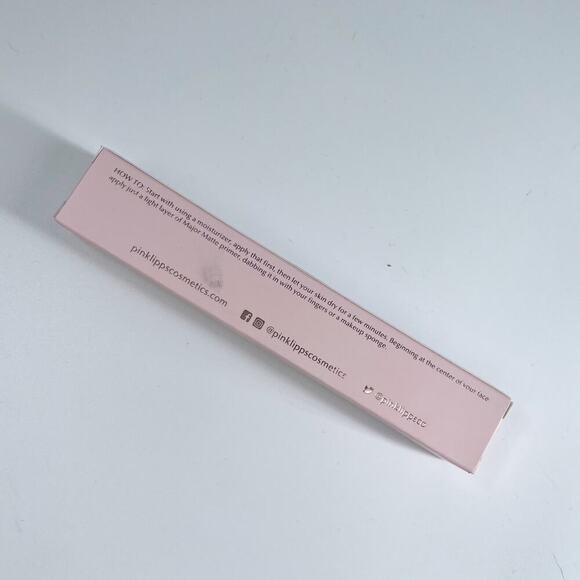 HOW TO: Start with using a moisturizer, apply that first, then let your skin dry for a few minutes. Beginning at the center of your face
apply just a light layer of Major Matte primer, dabbing it in with your fingers or a makeup sponge.
pinklippscosmetics.com
@pinklippscosmetics
@pinklippscc